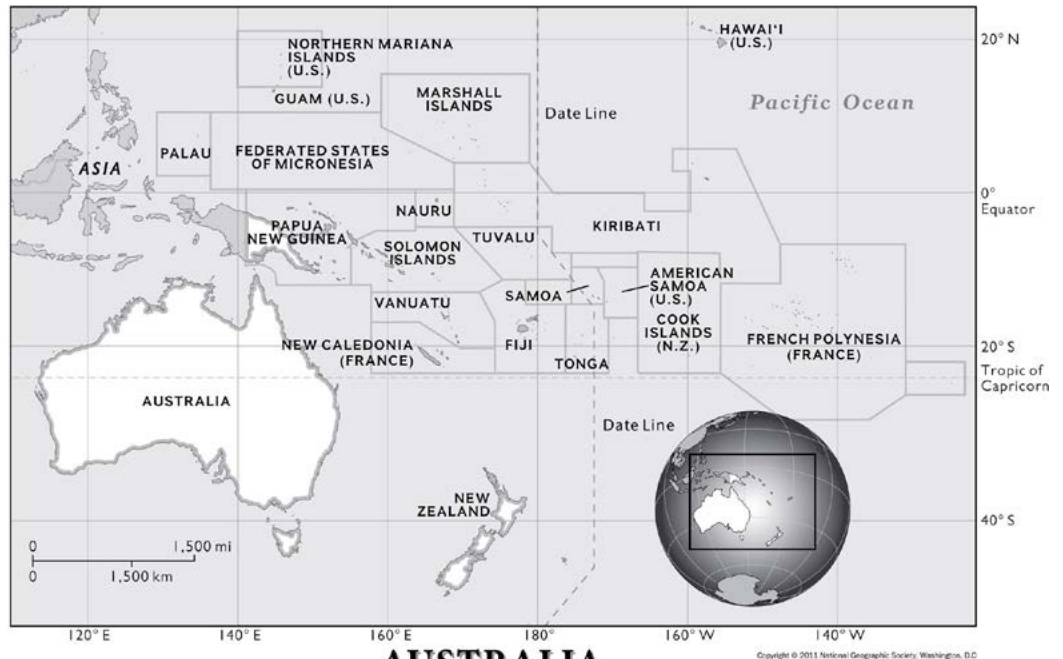 HAWAI'I
(U.S.)
20° N
NORTHERN MARIANA
ISLANDS
(U.S.)
GUAM (U.S.)
MARSHALL
ISLANDS
Pacific Ocean
Date Line
PALAU
FEDERATED STATES
OF MICRONESIA
ASIA
0°
Equator
NAURU
KIRIBATI
PAPUA
NEW GUINEA
TUVALU
SOLOMON
ISLANDS
SAMOA
AMERICAN
SAMOA
(U.S.)
VANUATU
COOK
ISLANDS
(N.Z.)
NEW CALEDONIA
(FRANCE)
FIJI
TONGA
FRENCH POLYNESIA
(FRANCE)
20° S
Tropic of
Capricorn
AUSTRALIA
Date Line
NEW
ZEALAND
40° S
0 1,500 mi
0 1,500 km
120° E 140° E 160° E 180° 160° W 140° W
AUSTRALIA
Copyright © 2011 National Geographic Society, Washington, D.C